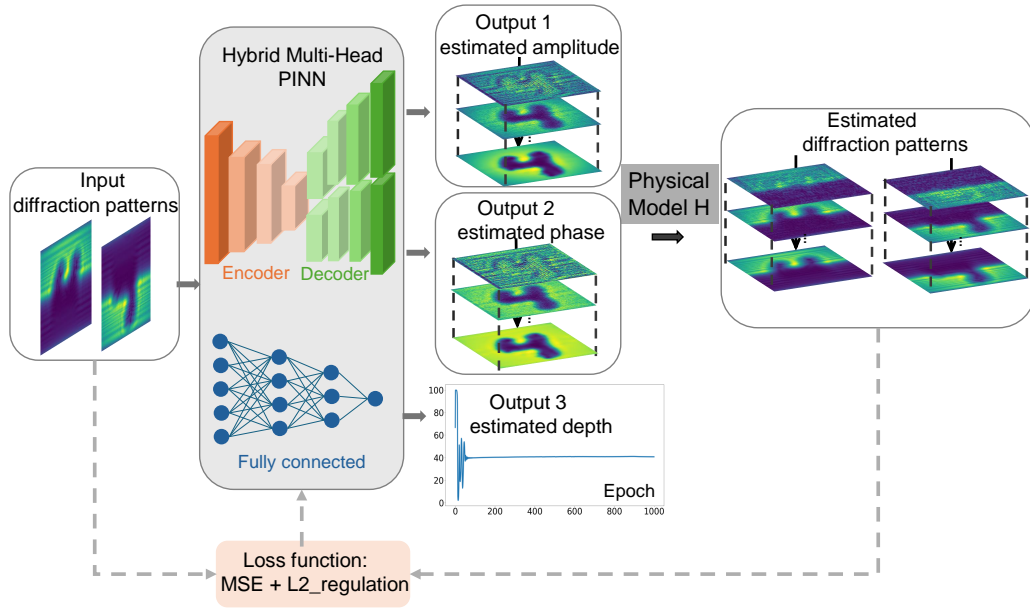 Input
diffraction patterns
Hybrid Multi-Head
PINN
Encoder
Decoder
Fully connected
Output 1
estimated amplitude
Output 2
estimated phase
Output 3
estimated depth
100
80
60
40
20
0
0
200
400
600
800
1000
Epoch
Physical
Model H
Estimated
diffraction patterns
Loss function:
MSE + L2_regulation